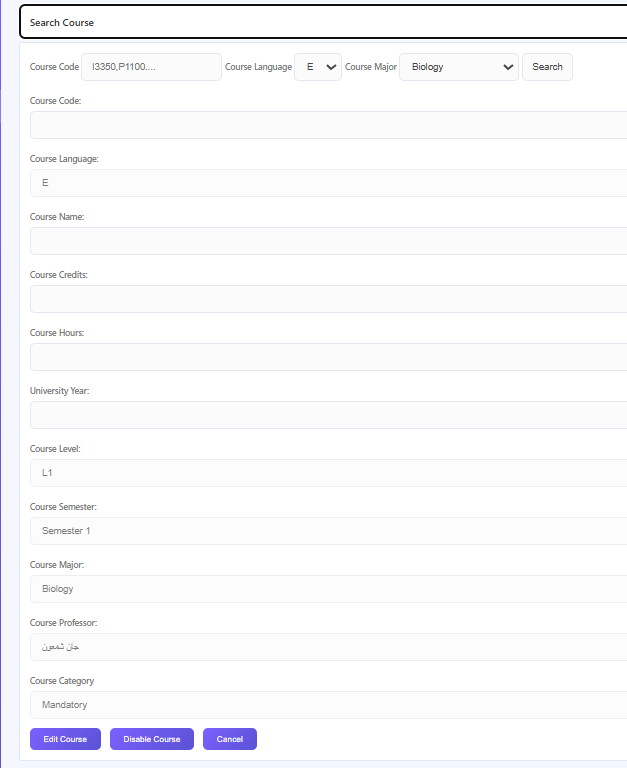 Search Course
Course Code I3350,P1100.... Course Language E Course Major Biology Search
Course Code:
Course Language:
E
Course Name:
Course Credits:
Course Hours:
University Year:
Course Level:
L1
Course Semester:
Semester 1
Course Major:
Biology
Course Professor:
جان شمعون
Course Category
Mandatory
Edit Course Disable Course Cancel